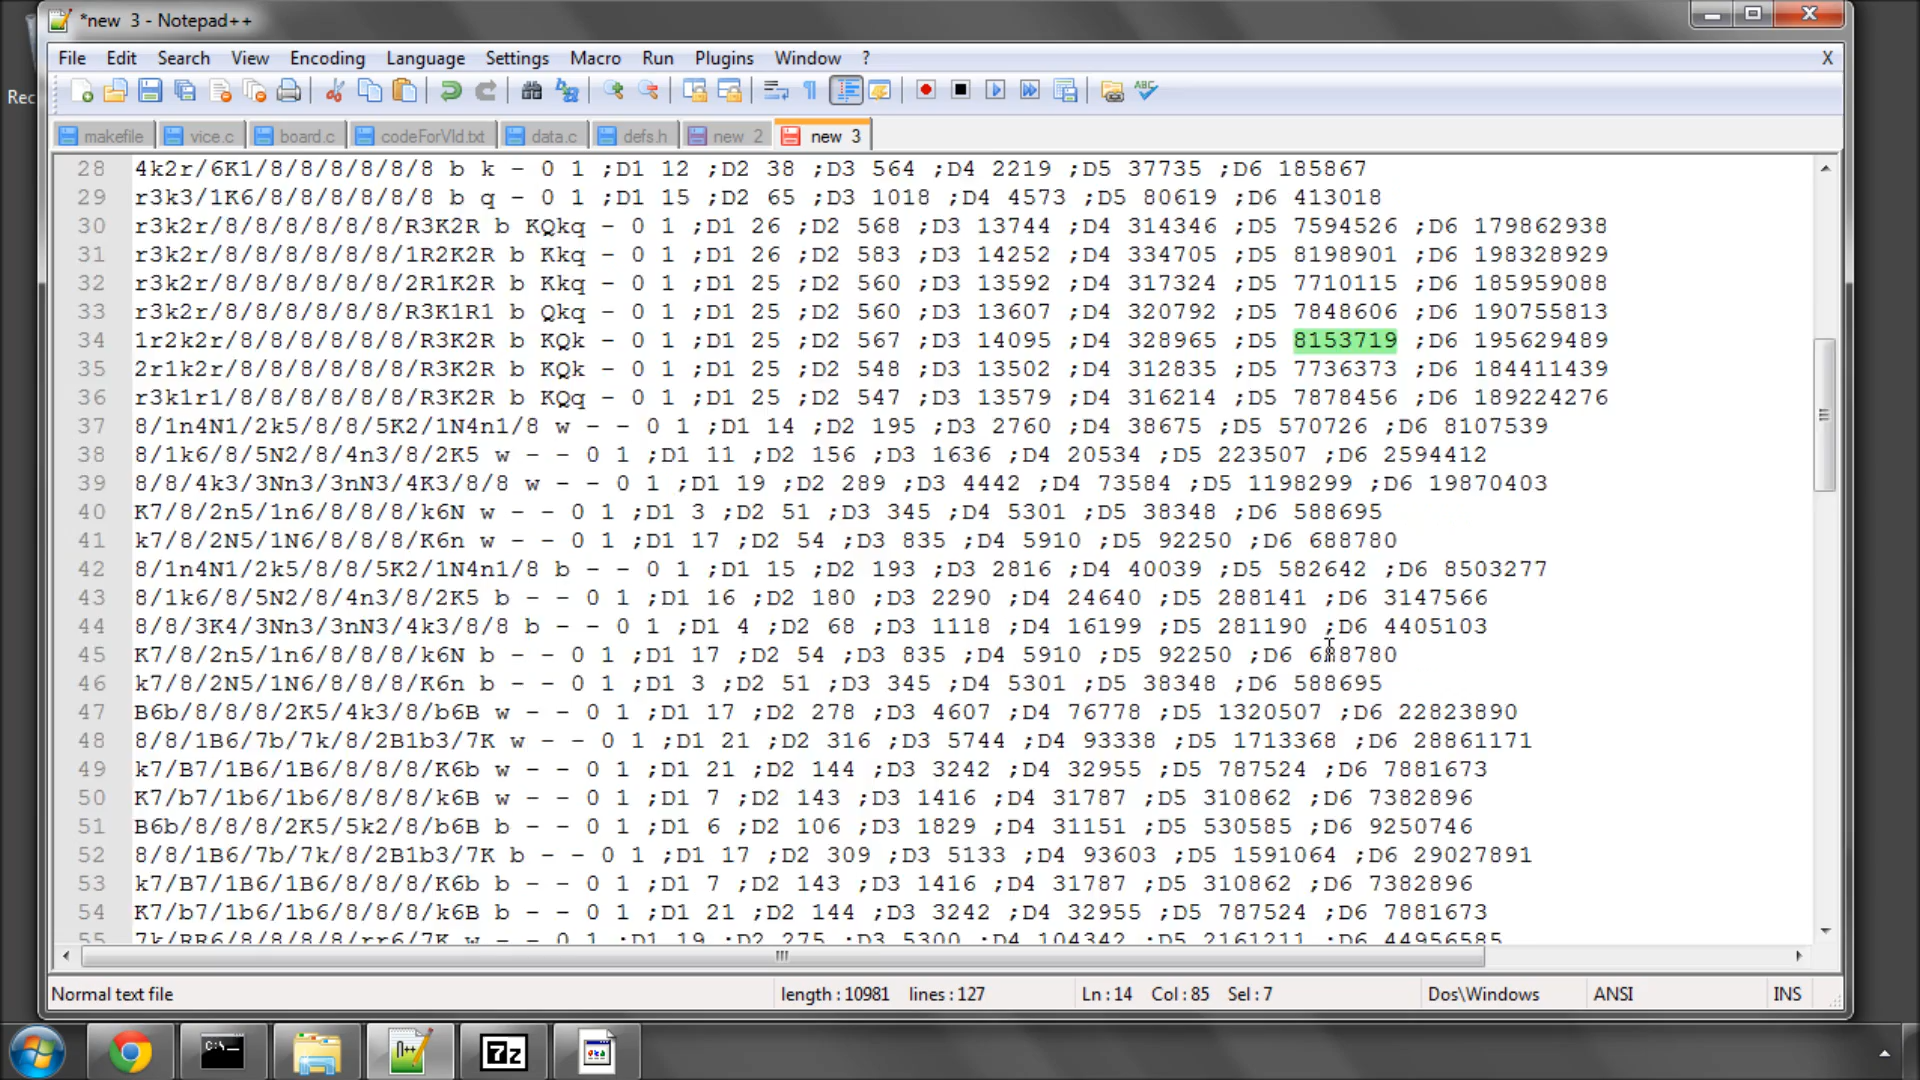 *new  3 - Notepad++
File Edit Search View Encoding Language Settings Macro Run Plugins Window ? X
Rec
makefile vice.c board.c codeForVld.txt data.c defs.h new  2 new  3
28 4k2r/6K1/8/8/8/8/8/8 b k - 0 1 ;D1 12 ;D2 38 ;D3 564 ;D4 2219 ;D5 37735 ;D6 185867
29 r3k3/1K6/8/8/8/8/8/8 b q - 0 1 ;D1 15 ;D2 65 ;D3 1018 ;D4 4573 ;D5 80619 ;D6 413018
30 r3k2r/8/8/8/8/8/8/R3K2R b KQkq - 0 1 ;D1 26 ;D2 568 ;D3 13744 ;D4 314346 ;D5 7594526 ;D6 179862938
31 r3k2r/8/8/8/8/8/8/1R2K2R b Kkq - 0 1 ;D1 26 ;D2 583 ;D3 14252 ;D4 334705 ;D5 8198901 ;D6 198328929
32 r3k2r/8/8/8/8/8/8/2R1K2R b Kkq - 0 1 ;D1 25 ;D2 560 ;D3 13592 ;D4 317324 ;D5 7710115 ;D6 185959088
33 r3k2r/8/8/8/8/8/8/R3K1R1 b Qkq - 0 1 ;D1 25 ;D2 560 ;D3 13607 ;D4 320792 ;D5 7848606 ;D6 190755813
34 1r2k2r/8/8/8/8/8/8/R3K2R b KQk - 0 1 ;D1 25 ;D2 567 ;D3 14095 ;D4 328965 ;D5 8153719 ;D6 195629489
35 2r1k2r/8/8/8/8/8/8/R3K2R b KQk - 0 1 ;D1 25 ;D2 548 ;D3 13502 ;D4 312835 ;D5 7736373 ;D6 184411439
36 r3k1r1/8/8/8/8/8/8/R3K2R b KQq - 0 1 ;D1 25 ;D2 547 ;D3 13579 ;D4 316214 ;D5 7878456 ;D6 189224276
37 8/1n4N1/2k5/8/8/5K2/1N4n1/8 w - - 0 1 ;D1 14 ;D2 195 ;D3 2760 ;D4 38675 ;D5 570726 ;D6 8107539
38 8/1k6/8/5N2/8/4n3/8/2K5 w - - 0 1 ;D1 11 ;D2 156 ;D3 1636 ;D4 20534 ;D5 223507 ;D6 2594412
39 8/8/4k3/3Nn3/3nN3/4K3/8/8 w - - 0 1 ;D1 19 ;D2 289 ;D3 4442 ;D4 73584 ;D5 1198299 ;D6 19870403
40 K7/8/2n5/1n6/8/8/8/k6N w - - 0 1 ;D1 3 ;D2 51 ;D3 345 ;D4 5301 ;D5 38348 ;D6 588695
41 k7/8/2N5/1N6/8/8/8/K6n w - - 0 1 ;D1 17 ;D2 54 ;D3 835 ;D4 5910 ;D5 92250 ;D6 688780
42 8/1n4N1/2k5/8/8/5K2/1N4n1/8 b - - 0 1 ;D1 15 ;D2 193 ;D3 2816 ;D4 40039 ;D5 582642 ;D6 8503277
43 8/1k6/8/5N2/8/4n3/8/2K5 b - - 0 1 ;D1 16 ;D2 180 ;D3 2290 ;D4 24640 ;D5 288141 ;D6 3147566
44 8/8/3K4/3Nn3/3nN3/4k3/8/8 b - - 0 1 ;D1 4 ;D2 68 ;D3 1118 ;D4 16199 ;D5 281190 ;D6 4405103
45 K7/8/2n5/1n6/8/8/8/k6N b - - 0 1 ;D1 17 ;D2 54 ;D3 835 ;D4 5910 ;D5 92250 ;D6 688780
46 k7/8/2N5/1N6/8/8/8/K6n b - - 0 1 ;D1 3 ;D2 51 ;D3 345 ;D4 5301 ;D5 38348 ;D6 588695
47 B6b/8/8/8/2K5/4k3/8/b6B w - - 0 1 ;D1 17 ;D2 278 ;D3 4607 ;D4 76778 ;D5 1320507 ;D6 22823890
48 8/8/1B6/7b/7k/8/2B1b3/7K w - - 0 1 ;D1 21 ;D2 316 ;D3 5744 ;D4 93338 ;D5 1713368 ;D6 28861171
49 k7/B7/1B6/1B6/8/8/8/K6b w - - 0 1 ;D1 21 ;D2 144 ;D3 3242 ;D4 32955 ;D5 787524 ;D6 7881673
50 K7/b7/1b6/1b6/8/8/8/k6B w - - 0 1 ;D1 7 ;D2 143 ;D3 1416 ;D4 31787 ;D5 310862 ;D6 7382896
51 B6b/8/8/8/2K5/5k2/8/b6B b - - 0 1 ;D1 6 ;D2 106 ;D3 1829 ;D4 31151 ;D5 530585 ;D6 9250746
52 8/8/1B6/7b/7k/8/2B1b3/7K b - - 0 1 ;D1 17 ;D2 309 ;D3 5133 ;D4 93603 ;D5 1591064 ;D6 29027891
53 k7/B7/1B6/1B6/8/8/8/K6b b - - 0 1 ;D1 7 ;D2 143 ;D3 1416 ;D4 31787 ;D5 310862 ;D6 7382896
54 K7/b7/1b6/1b6/8/8/8/k6B b - - 0 1 ;D1 21 ;D2 144 ;D3 3242 ;D4 32955 ;D5 787524 ;D6 7881673
55 7k/RR6/8/8/8/8/rr6/7K w - - 0 1 ;D1 19 ;D2 275 ;D3 5300 ;D4 104342 ;D5 2161211 ;D6 44956585
Normal text file length : 10981 lines : 127 Ln : 14 Col : 85 Sel : 7 Dos\Windows ANSI INS
C:\. n++ 7z